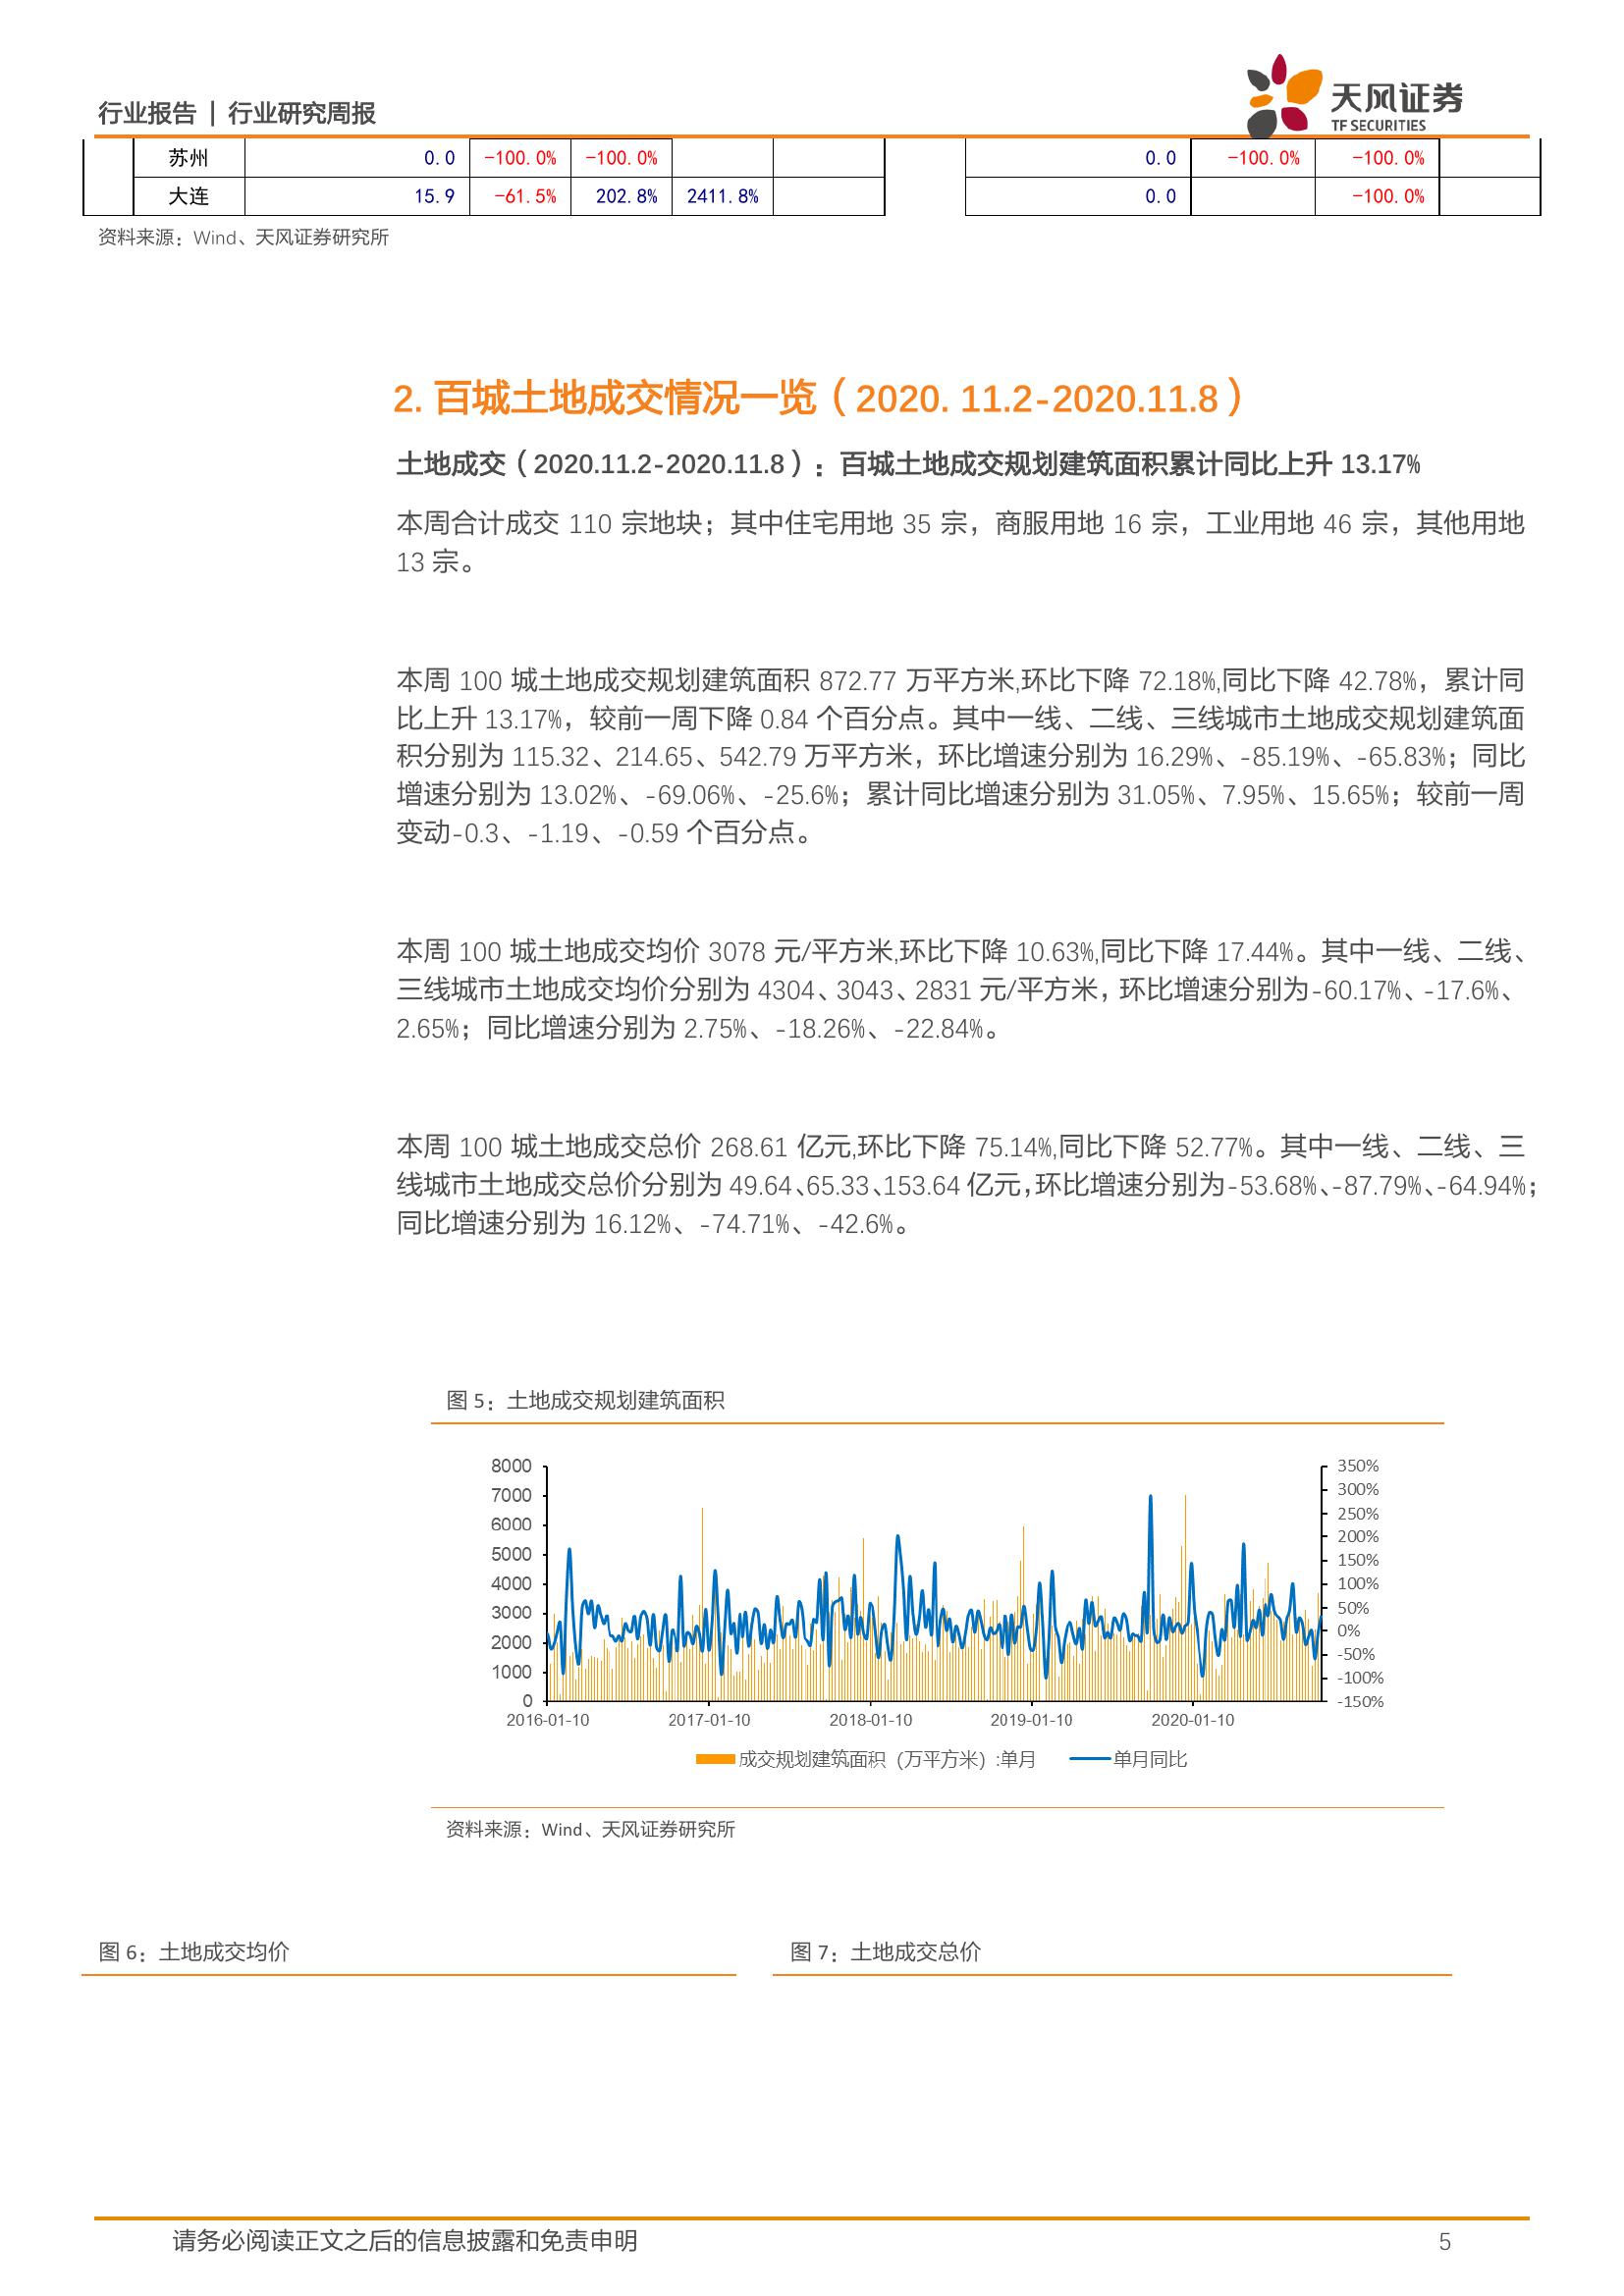 行业报告 | 行业研究周报
天风证券
TF SECURITIES
苏州 0.0 -100.0% -100.0% 0.0 -100.0% -100.0%
大连 15.9 -61.5% 202.8% 2411.8% 0.0 -100.0%
资料来源：Wind、天风证券研究所
2. 百城土地成交情况一览（2020. 11.2-2020.11.8）
土地成交（2020.11.2-2020.11.8）：百城土地成交规划建筑面积累计同比上升 13.17%
本周合计成交 110 宗地块；其中住宅用地 35 宗，商服用地 16 宗，工业用地 46 宗，其他用地
13 宗。
本周 100 城土地成交规划建筑面积 872.77 万平方米,环比下降 72.18%,同比下降 42.78%，累计同
比上升 13.17%，较前一周下降 0.84 个百分点。其中一线、二线、三线城市土地成交规划建筑面
积分别为 115.32、214.65、542.79 万平方米，环比增速分别为 16.29%、-85.19%、-65.83%；同比
增速分别为 13.02%、-69.06%、-25.6%；累计同比增速分别为 31.05%、7.95%、15.65%；较前一周
变动-0.3、-1.19、-0.59 个百分点。
本周 100 城土地成交均价 3078 元/平方米,环比下降 10.63%,同比下降 17.44%。其中一线、二线、
三线城市土地成交均价分别为 4304、3043、2831 元/平方米，环比增速分别为-60.17%、-17.6%、
2.65%；同比增速分别为 2.75%、-18.26%、-22.84%。
本周 100 城土地成交总价 268.61 亿元,环比下降 75.14%,同比下降 52.77%。其中一线、二线、三
线城市土地成交总价分别为 49.64、65.33、153.64 亿元，环比增速分别为-53.68%、-87.79%、-64.94%；
同比增速分别为 16.12%、-74.71%、-42.6%。
图 5：土地成交规划建筑面积
8000 350%
7000 300%
6000 250%
5000 200%
4000 150%
3000 100%
2000 50%
1000 0%
0 -50%
-100%
-150%
2016-01-10 2017-01-10 2018-01-10 2019-01-10 2020-01-10
成交规划建筑面积（万平方米）:单月 单月同比
资料来源：Wind、天风证券研究所
图 6：土地成交均价 图 7：土地成交总价
请务必阅读正文之后的信息披露和免责申明 5